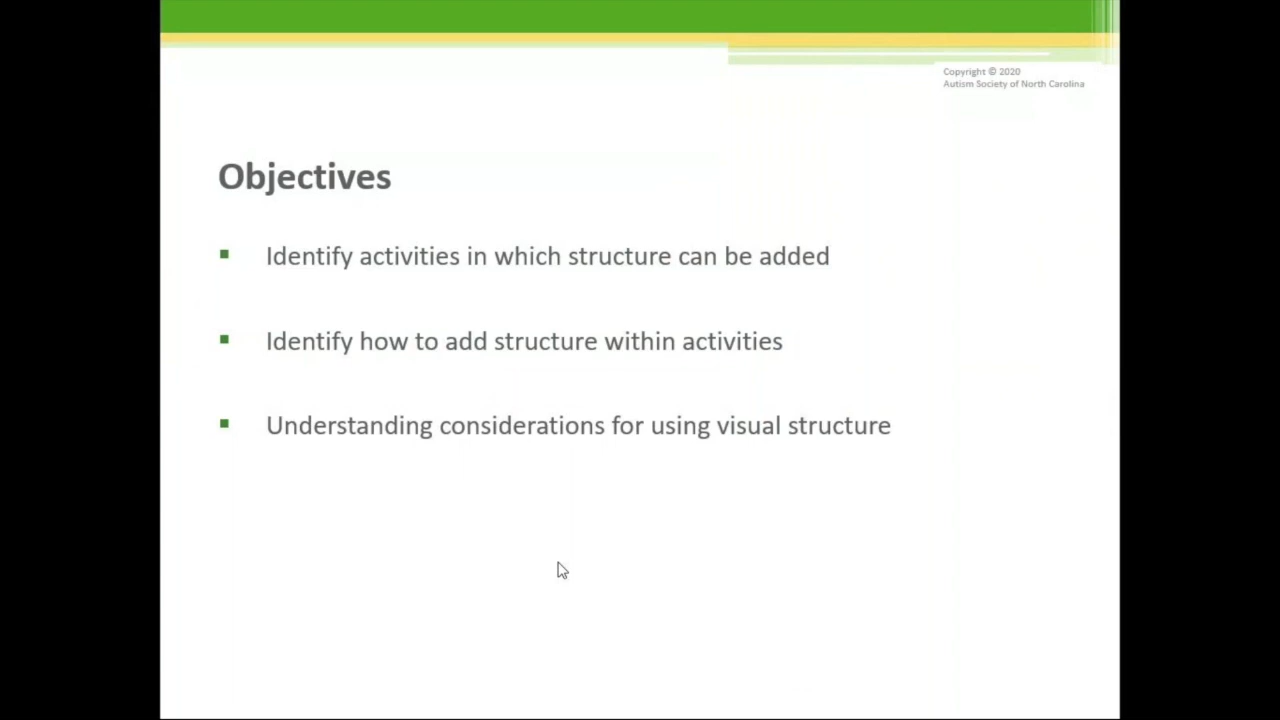 Copyright © 2020
Autism Society of North Carolina
Objectives
Identify activities in which structure can be added
Identify how to add structure within activities
Understanding considerations for using visual structure